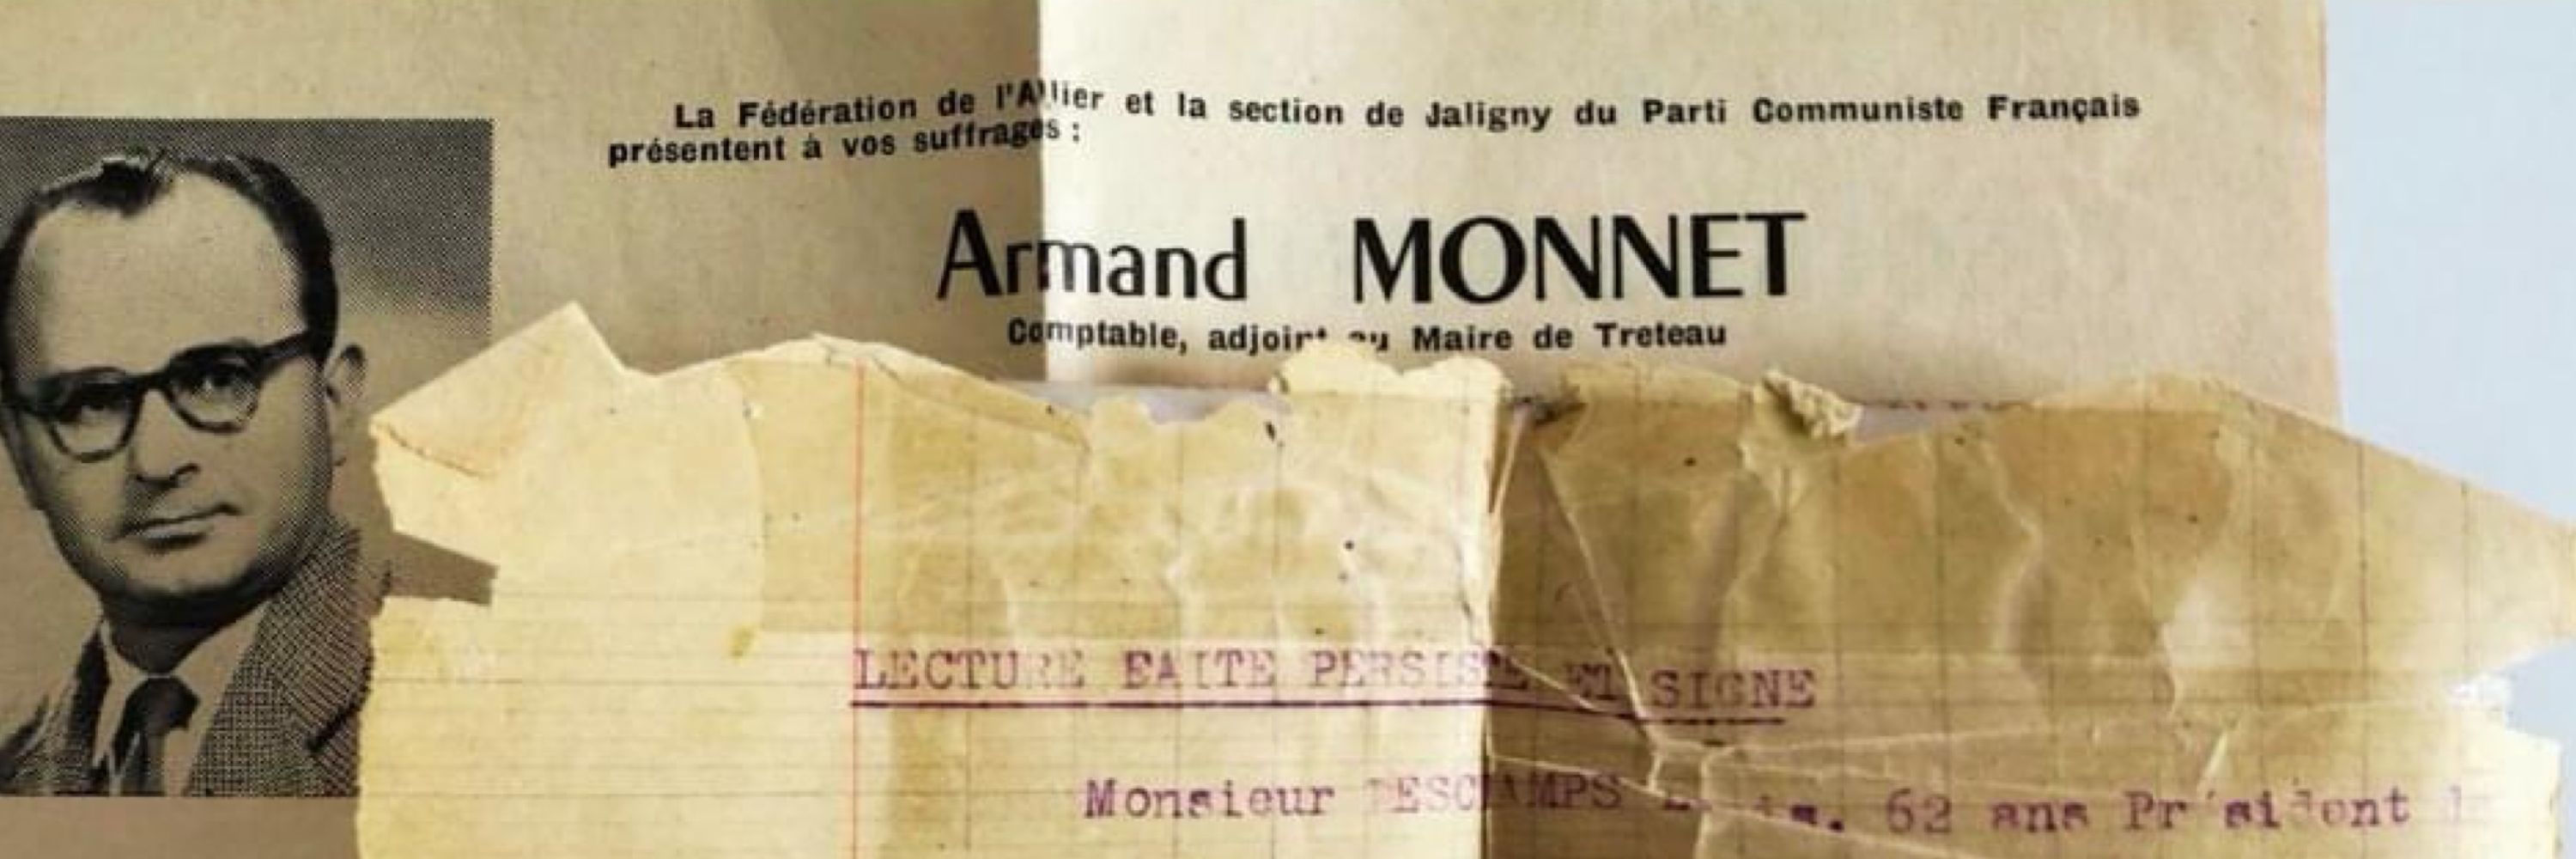 La Fédération de l'Allier et la section de Jaligny du Parti Communiste Français
présentent à vos suffrages :
Armand MONNET
Comptable, adjoint au Maire de Treteau
LECTURE FAITE PERSISTE ET SIGNE
Monsieur DESCHAMPS 62 ans Président